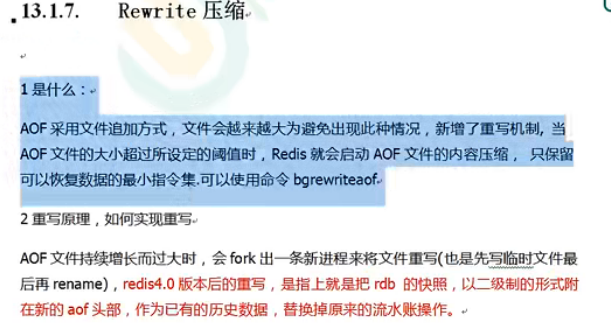 13.1.7. Rewrite 压缩
1 是什么：
AOF 采用文件追加方式，文件会越来越大为避免出现此种情况，新增了重写机制, 当
AOF 文件的大小超过所设定的阈值时，Redis 就会启动 AOF 文件的内容压缩， 只保留
可以恢复数据的最小指令集.可以使用命令 bgrewriteaof
2 重写原理，如何实现重写
AOF 文件持续增长而过大时，会 fork 出一条新进程来将文件重写(也是先写临时文件最
后再 rename)，redis4.0 版本后的重写，是指上就是把 rdb 的快照，以二级制的形式附
在新的 aof 头部，作为已有的历史数据，替换掉原来的流水账操作。